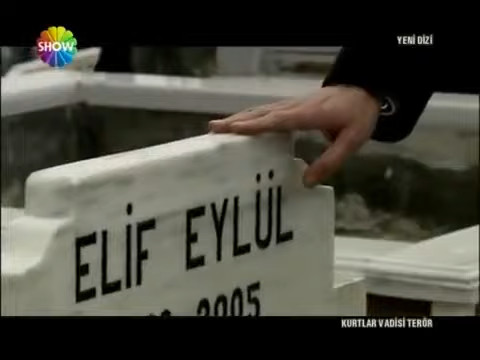 SHOW
YENİ DİZİ
ELİF EYLÜL
2005
KURTLAR VADİSİ TERÖR